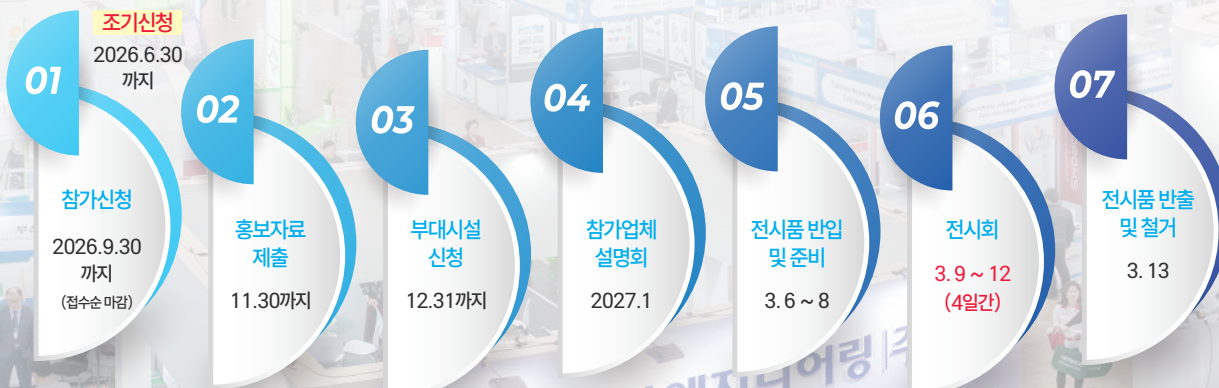 01
조기신청
2026.6.30
까지
참가신청
2026.9.30
까지
(접수순 마감)
02
홍보자료
제출
11.30까지
03
부대시설
신청
12.31까지
04
참가업체
설명회
2027.1
05
전시품 반입
및 준비
3. 6 ~ 8
06
전시회
3. 9 ~ 12
(4일간)
07
전시품 반출
및 철거
3. 13